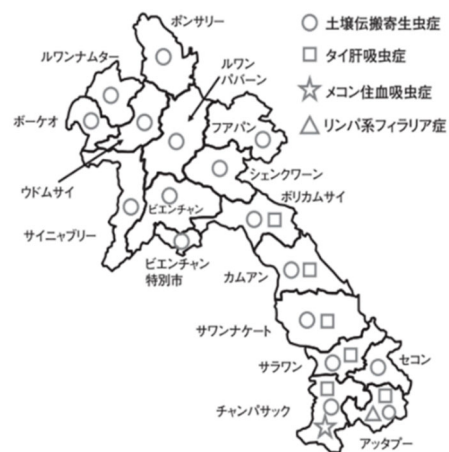 ポンサリー
ルワンナムター
ルワン
パバーン
ボーケオ
フアパン
シェンクワーン
ウドムサイ
ボリカムサイ
ビエンチャン
サイニャブリー
ビエンチャン
特別市
カムアン
サワンナケート
サラワン
セコン
チャンパサック
アッタプー
土壌伝搬寄生虫症
タイ肝吸虫症
メコン住血吸虫症
リンパ系フィラリア症